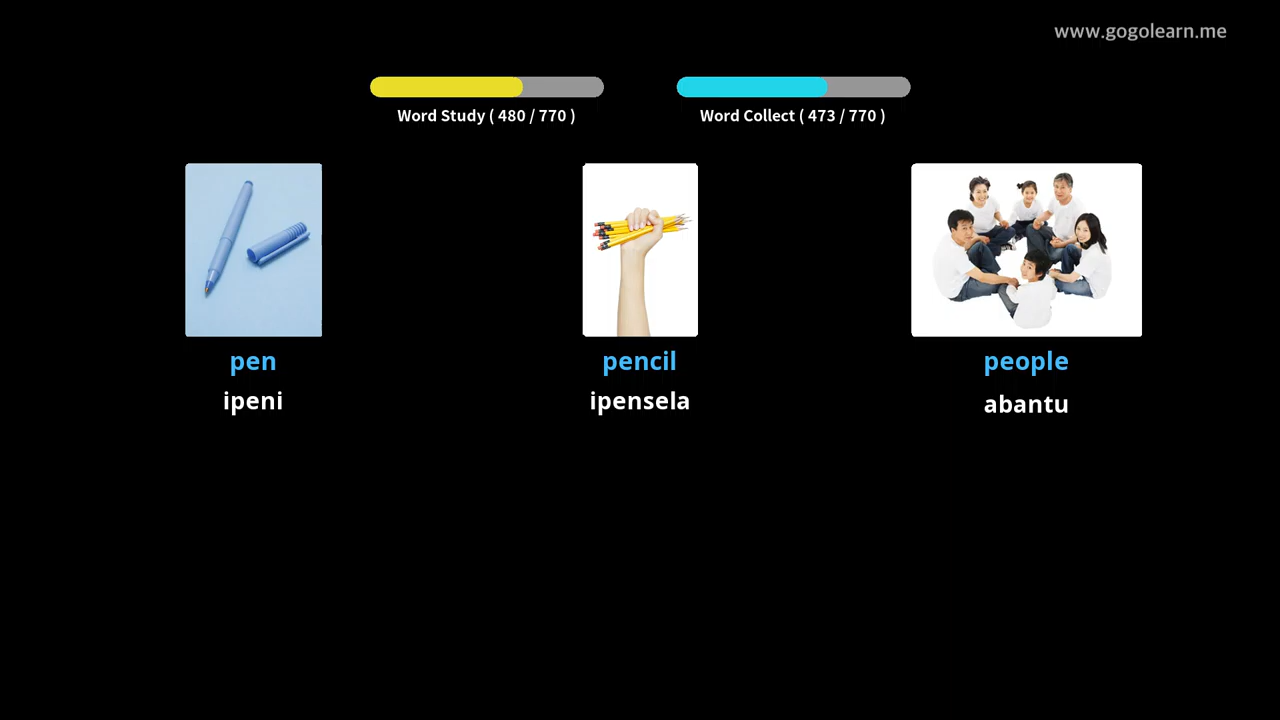 www.gogolearn.me
Word Study ( 480 / 770 )
Word Collect ( 473 / 770 )
pen
ipeni
pencil
ipensela
people
abantu